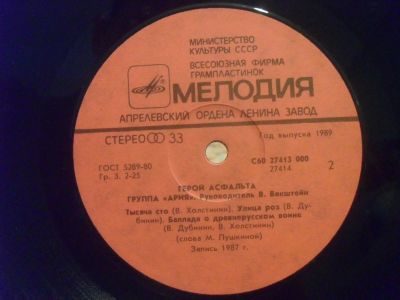 МИНИСТЕРСТВО
КУЛЬТУРЫ СССР
ВСЕСОЮЗНАЯ ФИРМА
ГРАМПЛАСТИНОК
МЕЛОДИЯ
АПРЕЛЕВСКИЙ ОРДЕНА ЛЕНИНА ЗАВОД
СТЕРЕО 33
Год выпуска 1989
ГОСТ 5289-80
Гр. 3. 2-25
С60 27413 000
27414
2
ГЕРОЙ АСФАЛЬТА
ГРУППА «АРИЯ». Руководитель В. Векштейн
Тысяча сто (В. Холстинин). Улица роз (В. Ду-
бинин). Баллада о древнерусском воине
(В. Дубинин, В. Холстинин)
(слова М. Пушкиной)
Запись 1987 г.